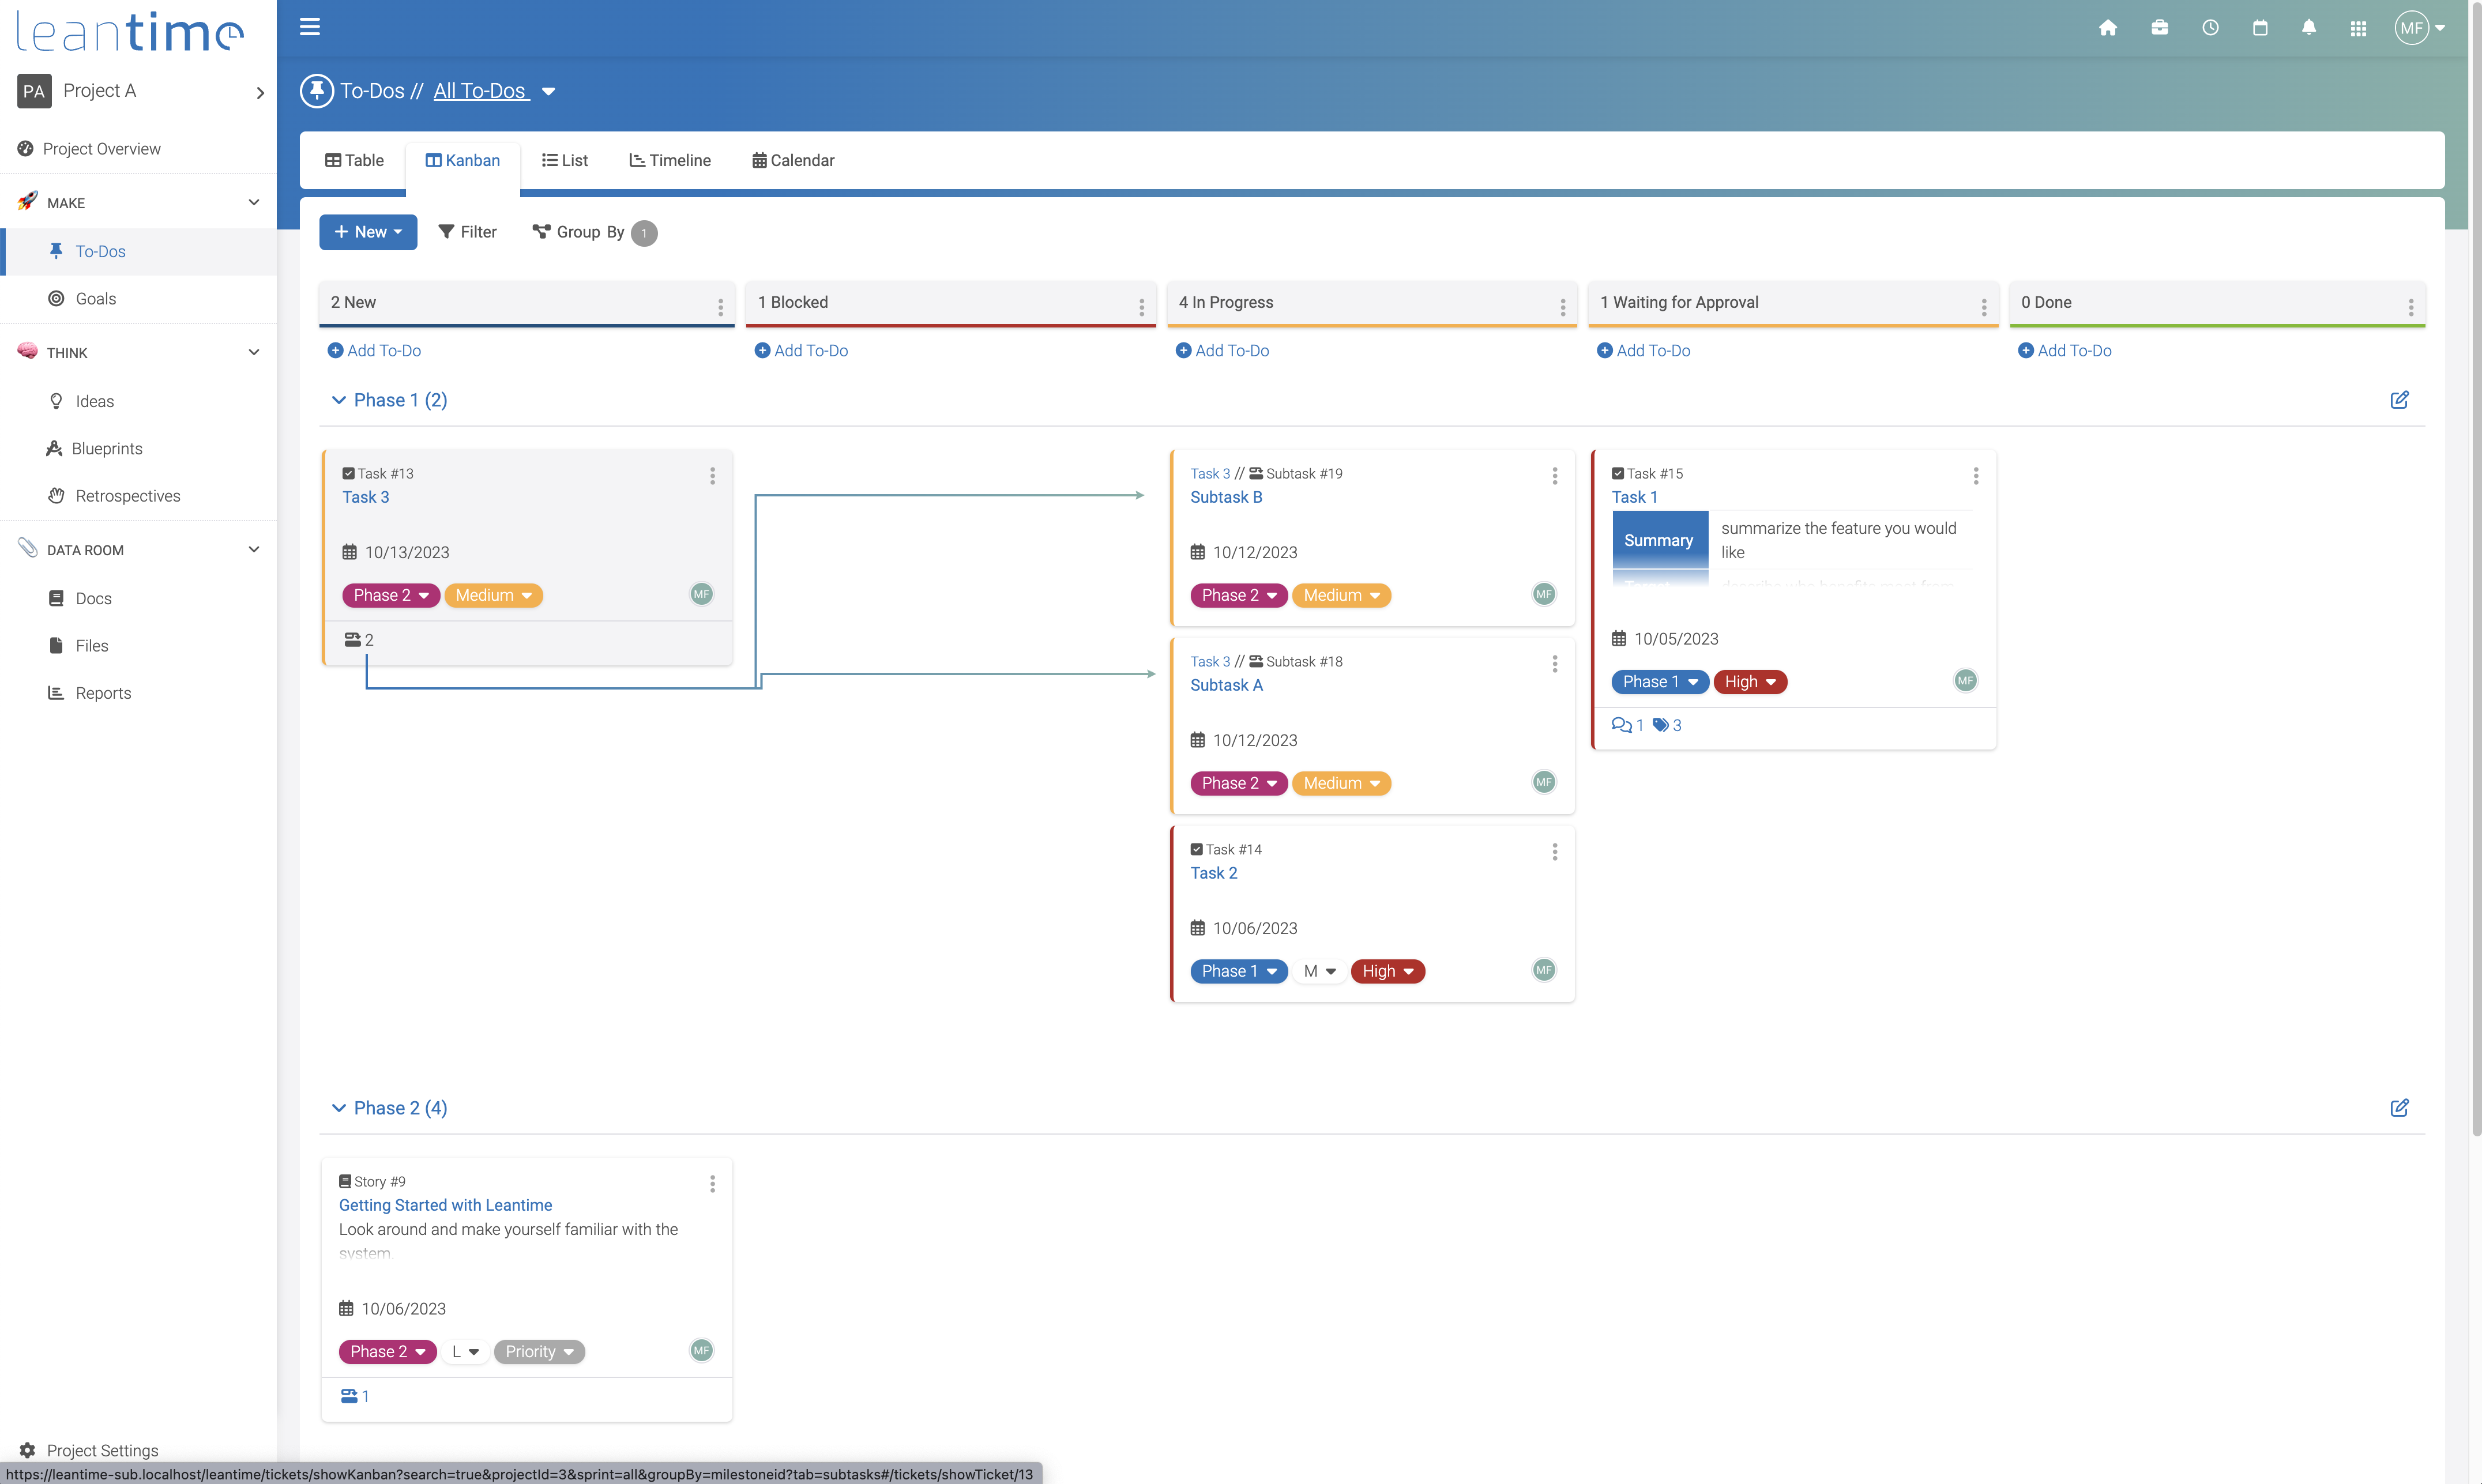 leantime
PA Project A
Project Overview
MAKE
To-Dos
Goals
THINK
Ideas
Blueprints
Retrospectives
DATA ROOM
Docs
Files
Reports
Project Settings
MF
To-Dos // All To-Dos
Table Kanban List Timeline Calendar
New Filter Group By 1
2 New
1 Blocked
4 In Progress
1 Waiting for Approval
0 Done
Add To-Do
Add To-Do
Add To-Do
Add To-Do
Add To-Do
Phase 1 (2)
Task #13
Task 3
10/13/2023
Phase 2 Medium MF
2
Task 3 // Subtask #19
Subtask B
10/12/2023
Phase 2 Medium MF
Task 3 // Subtask #18
Subtask A
10/12/2023
Phase 2 Medium MF
Task #14
Task 2
10/06/2023
Phase 1 M High MF
Task #15
Task 1
Summary
summarize the feature you would
like
Target
describe who benefits most from
10/05/2023
Phase 1 High MF
1 3
Phase 2 (4)
Story #9
Getting Started with Leantime
Look around and make yourself familiar with the
system.
10/06/2023
Phase 2 L Priority MF
1
https://leantime-sub.localhost/leantime/tickets/showKanban?search=true&projectId=3&sprint=all&groupBy=milestoneid?tab=subtasks#/tickets/showTicket/13